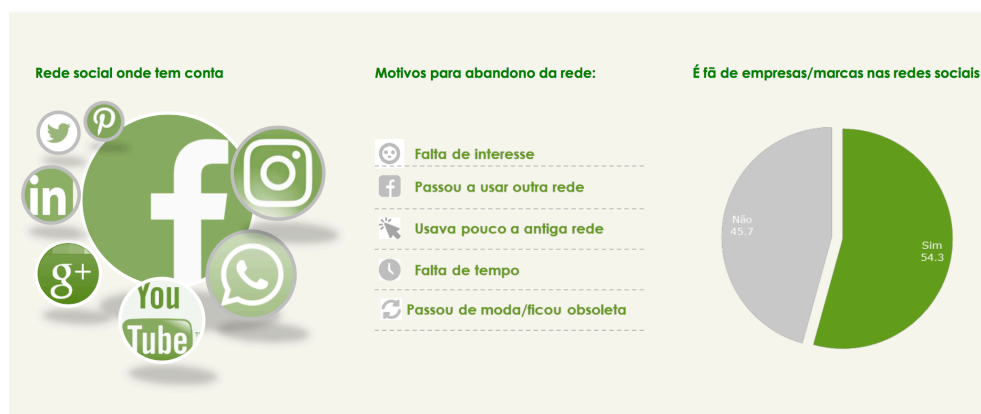 Rede social onde tem conta
in
g+
You
Tube
Motivos para abandono da rede:
Falta de interesse
Passou a usar outra rede
Usava pouco a antiga rede
Falta de tempo
Passou de moda/ficou obsoleta
É fã de empresas/marcas nas redes sociais
Não
45.7
Sim
54.3